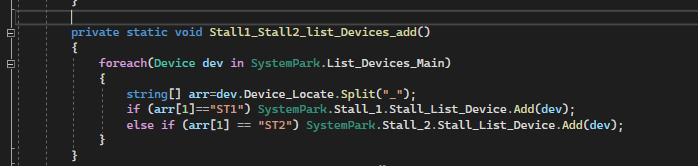 }
private static void Stall1_Stall2_list_Devices_add()
{
foreach(Device dev in SystemPark.List_Devices_Main)
{
string[] arr=dev.Device_Locate.Split("_");
if (arr[1]=="ST1") SystemPark.Stall_1.Stall_List_Device.Add(dev);
else if (arr[1] == "ST2") SystemPark.Stall_2.Stall_List_Device.Add(dev);
}
}